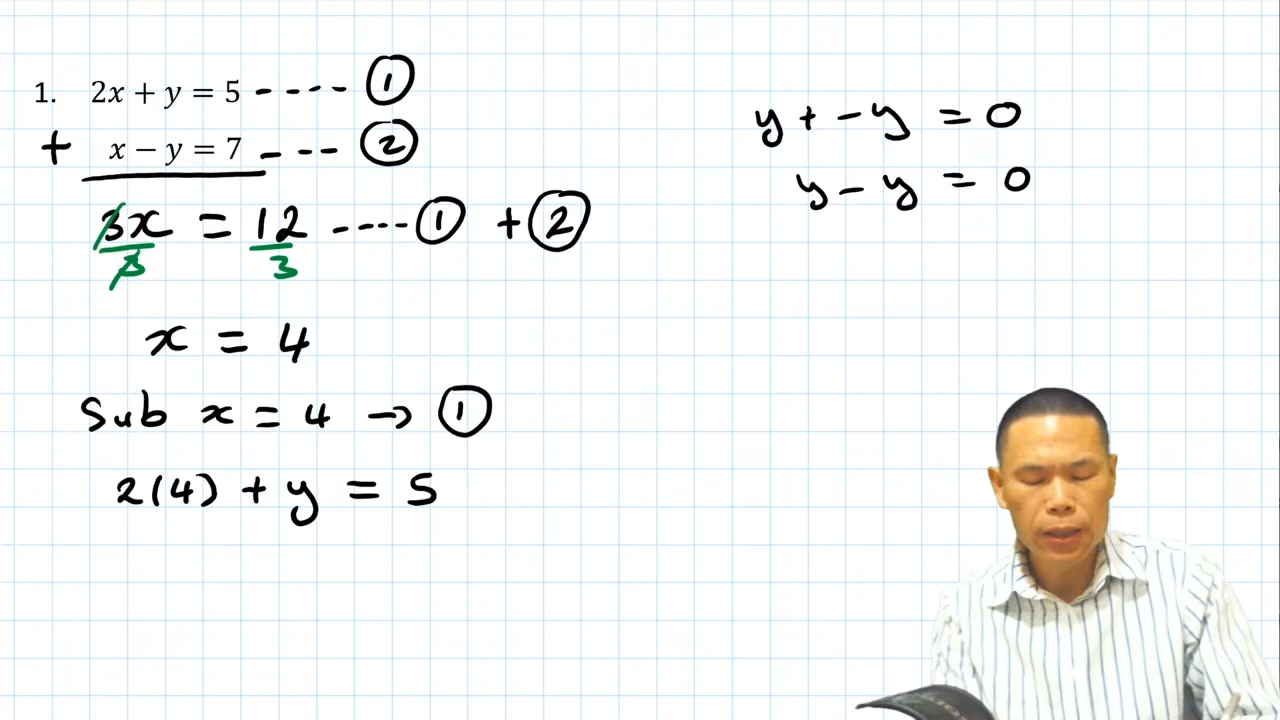 1. 2x + y = 5 ---- ①
+ x − y = 7 --- ②
3x/3 = 12/3 ---- ① + ②
x = 4
Sub x = 4 → ①
2(4) + y = 5
y + - y = 0
y - y = 0